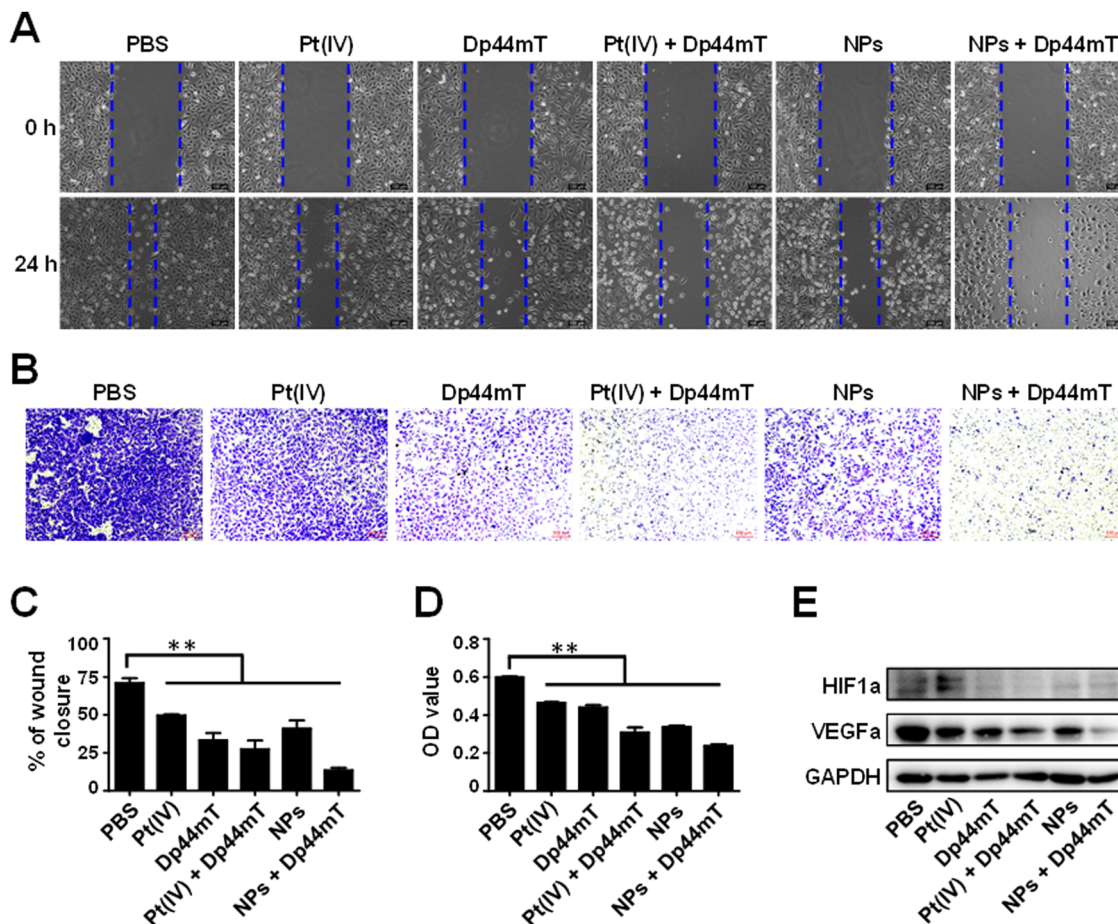 A
PBS Pt(IV) Dp44mT Pt(IV) + Dp44mT NPs NPs + Dp44mT
0 h
24 h
B
PBS Pt(IV) Dp44mT Pt(IV) + Dp44mT NPs NPs + Dp44mT
C
% of wound
closure
100
75
50
25
0
**
PBS
Pt(IV)
Dp44mT
Pt(IV) + Dp44mT
NPs
NPs + Dp44mT
D
OD value
0.8
0.6
0.4
0.2
0
**
PBS
Pt(IV)
Dp44mT
Pt(IV) + Dp44mT
NPs
NPs + Dp44mT
E
HIF1a
VEGFa
GAPDH
PBS
Pt(IV)
Dp44mT
Pt(IV) + Dp44mT
NPs
NPs + Dp44mT